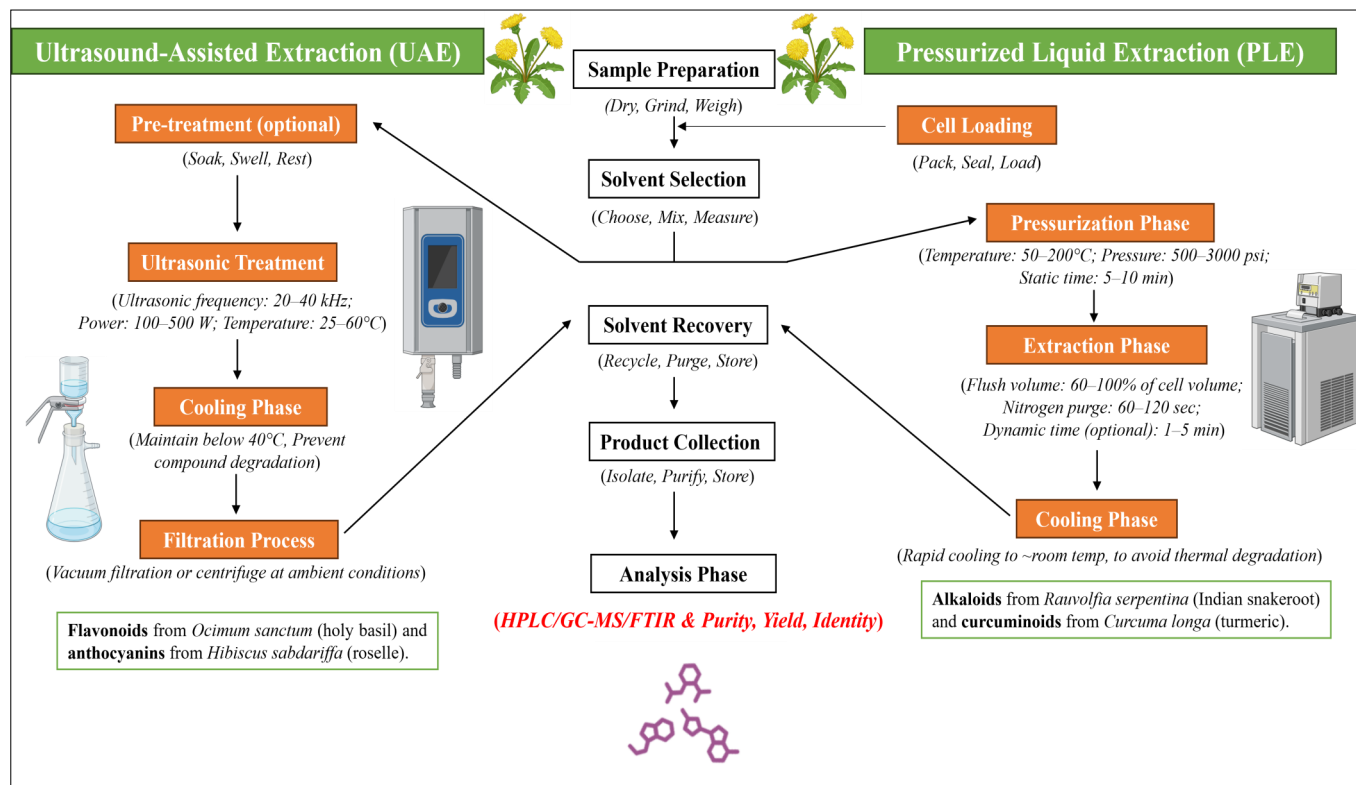 Ultrasound-Assisted Extraction (UAE)
Pressurized Liquid Extraction (PLE)
Sample Preparation
(Dry, Grind, Weigh)
Cell Loading
(Pack, Seal, Load)
Solvent Selection
(Choose, Mix, Measure)
Pre-treatment (optional)
(Soak, Swell, Rest)
Ultrasonic Treatment
(Ultrasonic frequency: 20–40 kHz;
Power: 100–500 W; Temperature: 25–60°C)
Cooling Phase
(Maintain below 40°C, Prevent
compound degradation)
Filtration Process
(Vacuum filtration or centrifuge at ambient conditions)
Flavonoids from Ocimum sanctum (holy basil) and
anthocyanins from Hibiscus sabdariffa (roselle).
Pressurization Phase
(Temperature: 50–200°C; Pressure: 500–3000 psi;
Static time: 5–10 min)
Extraction Phase
(Flush volume: 60–100% of cell volume;
Nitrogen purge: 60–120 sec;
Dynamic time (optional): 1–5 min)
Cooling Phase
(Rapid cooling to ~room temp, to avoid thermal degradation)
Alkaloids from Rauvolfia serpentina (Indian snakeroot)
and curcuminoids from Curcuma longa (turmeric).
Solvent Recovery
(Recycle, Purge, Store)
Product Collection
(Isolate, Purify, Store)
Analysis Phase
(HPLC/GC-MS/FTIR & Purity, Yield, Identity)